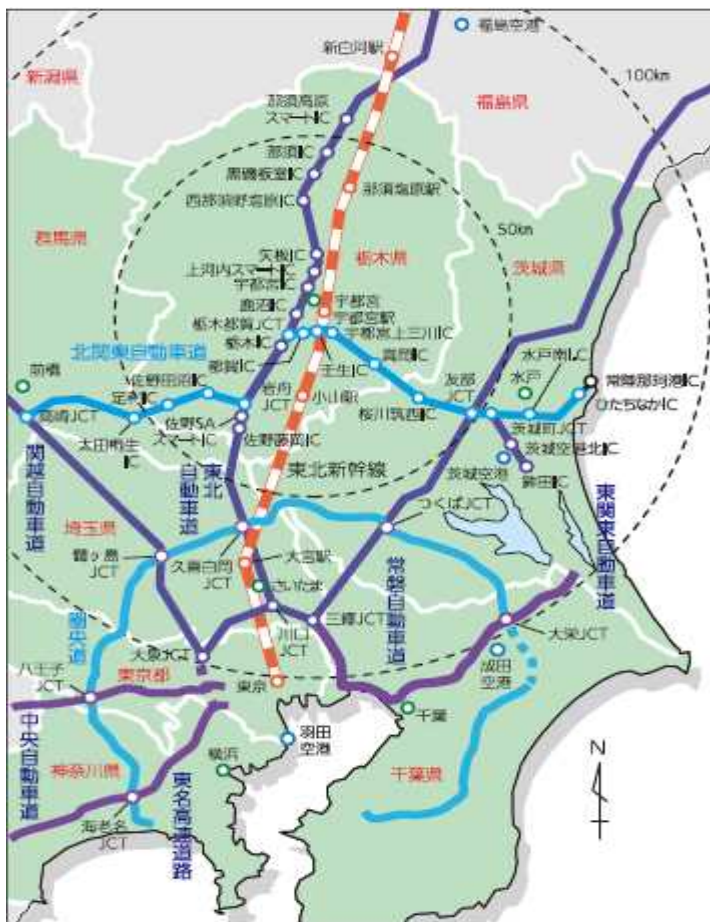 福島空港
新白河駅
100km
新潟県
福島県
那須高原
スマートIC
那須IC
黒磯板室IC
那須塩原駅
西那須野塩原IC
群馬県
50km
矢板IC
栃木県
茨城県
上河内スマートIC
宇都宮IC
宇都宮
鹿沼IC
宇都宮駅
栃木都賀JCT
宇都宮上三川IC
栃木IC
水戸南IC
北関東自動車道
都賀IC
壬生IC
真岡IC
友部
JCT
水戸
常陸那珂港IC
前橋
佐野田沼IC
岩舟
JCT
小山駅
ひたちなかIC
足利IC
桜川筑西IC
高崎JCT
佐野SA
スマートIC
茨城町JCT
太田桐生
IC
佐野藤岡IC
茨城空港北IC
東北新幹線
茨城空港
鉾田IC
関越自動車道
東北
自動車道
東関東自動車道
埼玉県
つくばJCT
鶴ヶ島
JCT
久喜白岡
JCT
大宮駅
常磐自動車道
さいたま
圏央道
川口
JCT
三郷JCT
大栄JCT
大泉JCT
成田
空港
八王子
JCT
東京都
東京
千葉
中央自動車道
羽田
空港
横浜
神奈川県
千葉県
N
東名高速道路
海老名
JCT